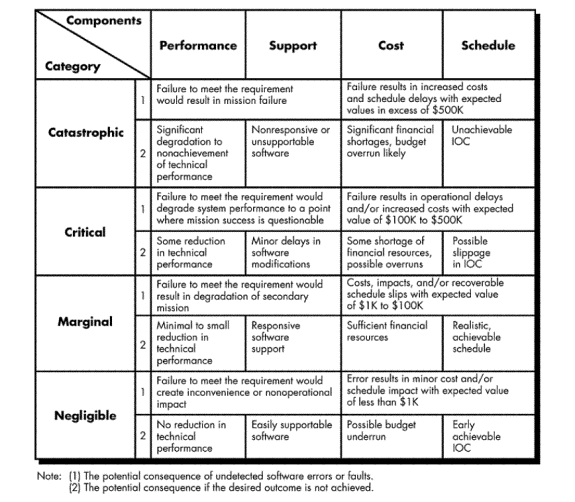 Components
Category
Performance
Support
Cost
Schedule
Catastrophic
1
Failure to meet the requirement
would result in mission failure
Failure results in increased costs
and schedule delays with expected
values in excess of $500K
2
Significant
degradation to
nonachievement
of technical
performance
Nonresponsive or
unsupportable
software
Significant financial
shortages, budget
overrun likely
Unachievable
IOC
Critical
1
Failure to meet the requirement would
degrade system performance to a point
where mission success is questionable
Failure results in operational delays
and/or increased costs with expected
value of $100K to $500K
2
Some reduction
in technical
performance
Minor delays in
software
modifications
Some shortage of
financial resources,
possible overruns
Possible
slippage
in IOC
Marginal
1
Failure to meet the requirement would
result in degradation of secondary
mission
Costs, impacts, and/or recoverable
schedule slips with expected value
of $1K to $100K
2
Minimal to small
reduction in
technical
performance
Responsive
software
support
Sufficient financial
resources
Realistic,
achievable
schedule
Negligible
1
Failure to meet the requirement would
create inconvenience or nonoperational
impact
Error results in minor cost and/or
schedule impact with expected value
of less than $1K
2
No reduction in
technical
performance
Easily supportable
software
Possible budget
underrun
Early
achievable
IOC
Note: (1) The potential consequence of undetected software errors or faults.
(2) The potential consequence if the desired outcome is not achieved.